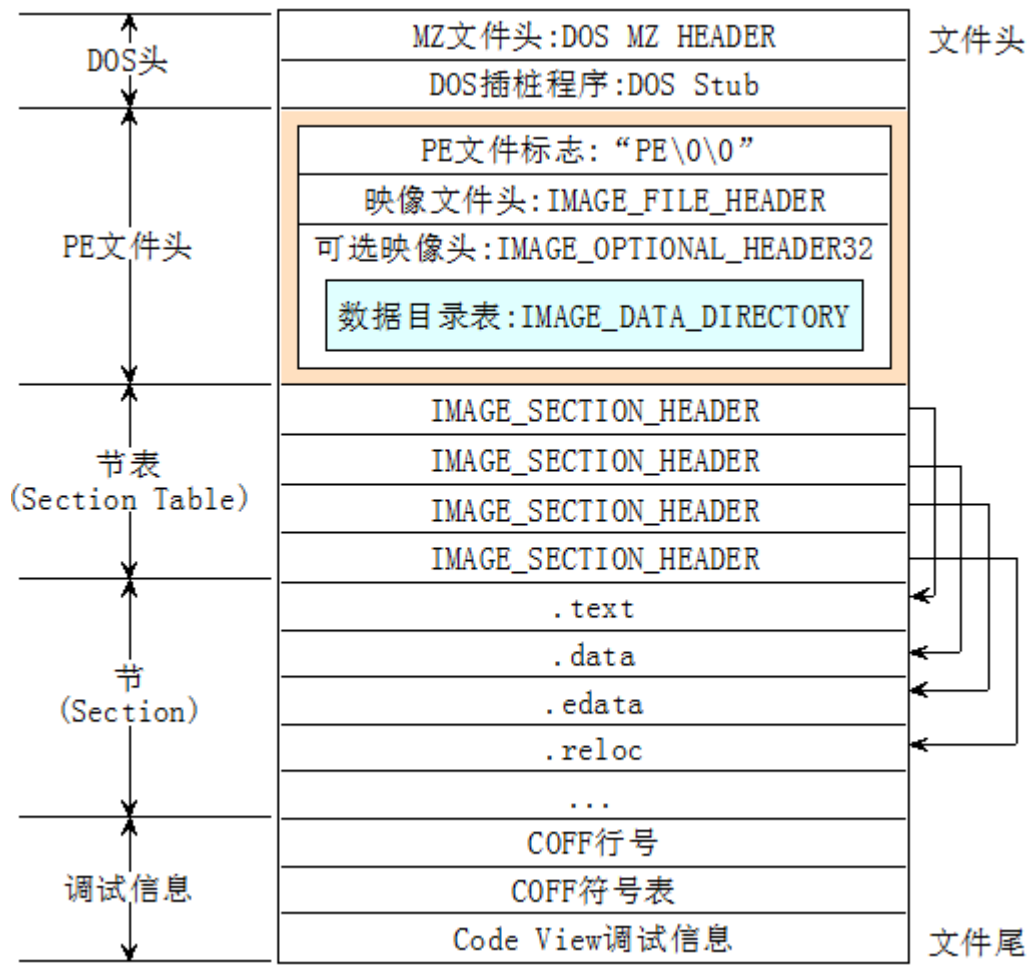 MZ文件头:DOS MZ HEADER
文件头
DOS头
DOS插桩程序:DOS Stub
PE文件标志:“PE\0\0”
映像文件头:IMAGE_FILE_HEADER
PE文件头
可选映像头:IMAGE_OPTIONAL_HEADER32
数据目录表:IMAGE_DATA_DIRECTORY
IMAGE_SECTION_HEADER
IMAGE_SECTION_HEADER
节表
(Section Table)
IMAGE_SECTION_HEADER
IMAGE_SECTION_HEADER
.text
.data
节
(Section)
.edata
.reloc
...
COFF行号
调试信息
COFF符号表
Code View调试信息
文件尾